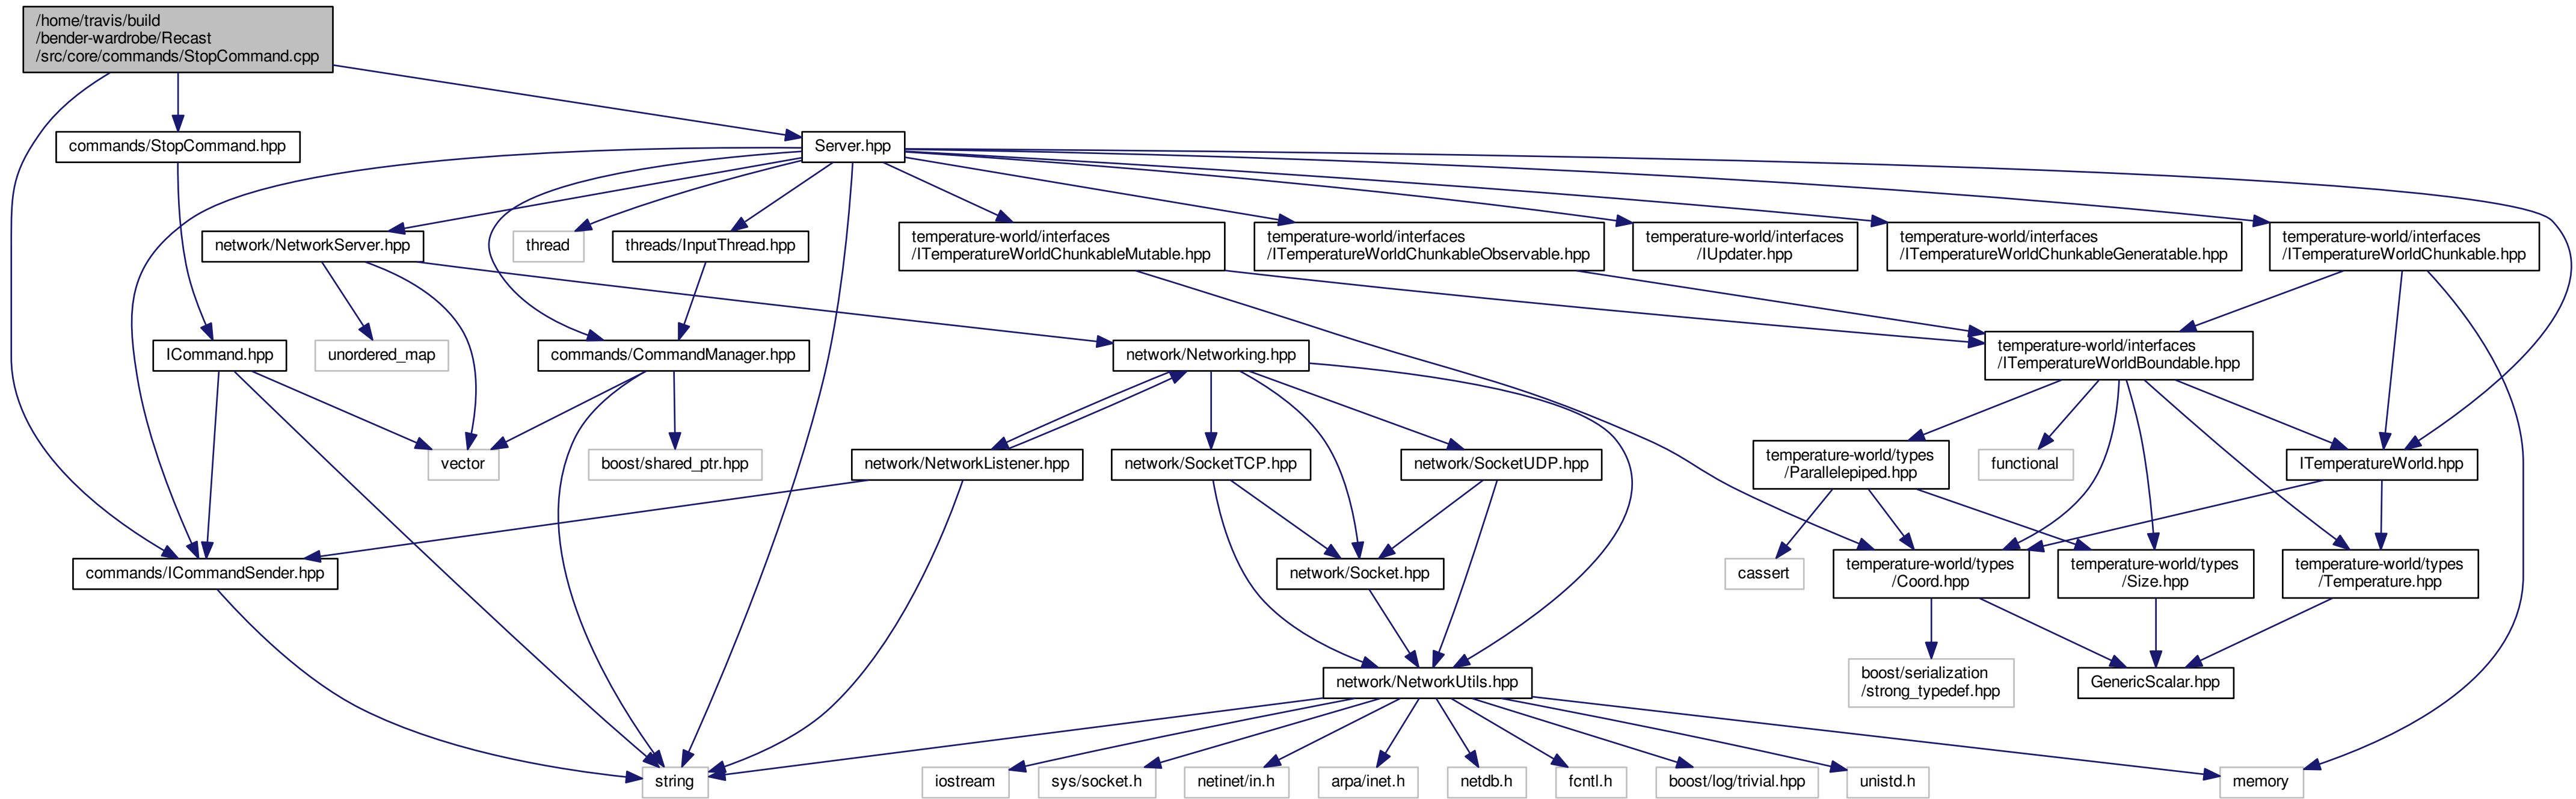 /home/travis/build
/bender-wardrobe/Recast
/src/core/commands/StopCommand.cpp
commands/StopCommand.hpp
Server.hpp
network/NetworkServer.hpp
thread
threads/InputThread.hpp
temperature-world/interfaces
/ITemperatureWorldChunkableMutable.hpp
temperature-world/interfaces
/ITemperatureWorldChunkableObservable.hpp
temperature-world/interfaces
/IUpdater.hpp
temperature-world/interfaces
/ITemperatureWorldChunkableGeneratable.hpp
temperature-world/interfaces
/ITemperatureWorldChunkable.hpp
ICommand.hpp
unordered_map
commands/CommandManager.hpp
network/Networking.hpp
temperature-world/interfaces
/ITemperatureWorldBoundable.hpp
vector
boost/shared_ptr.hpp
network/NetworkListener.hpp
network/SocketTCP.hpp
network/SocketUDP.hpp
temperature-world/types
/Parallelepiped.hpp
functional
ITemperatureWorld.hpp
commands/ICommandSender.hpp
network/Socket.hpp
cassert
temperature-world/types
/Coord.hpp
temperature-world/types
/Size.hpp
temperature-world/types
/Temperature.hpp
network/NetworkUtils.hpp
boost/serialization
/strong_typedef.hpp
GenericScalar.hpp
string
iostream
sys/socket.h
netinet/in.h
arpa/inet.h
netdb.h
fcntl.h
boost/log/trivial.hpp
unistd.h
memory